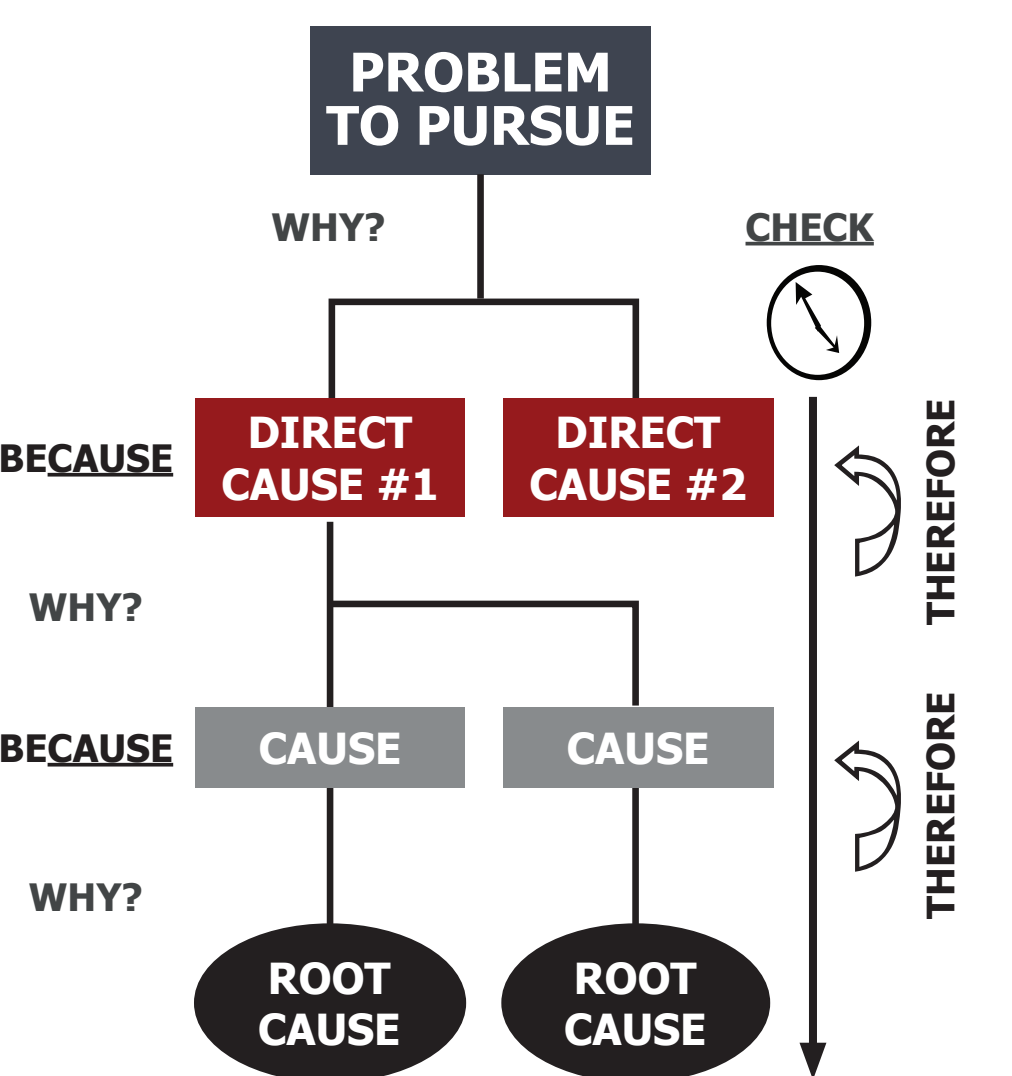 PROBLEM
TO PURSUE
WHY?
CHECK
BECAUSE
DIRECT
CAUSE #1
DIRECT
CAUSE #2
THEREFORE
WHY?
BECAUSE
CAUSE
CAUSE
THEREFORE
WHY?
ROOT
CAUSE
ROOT
CAUSE